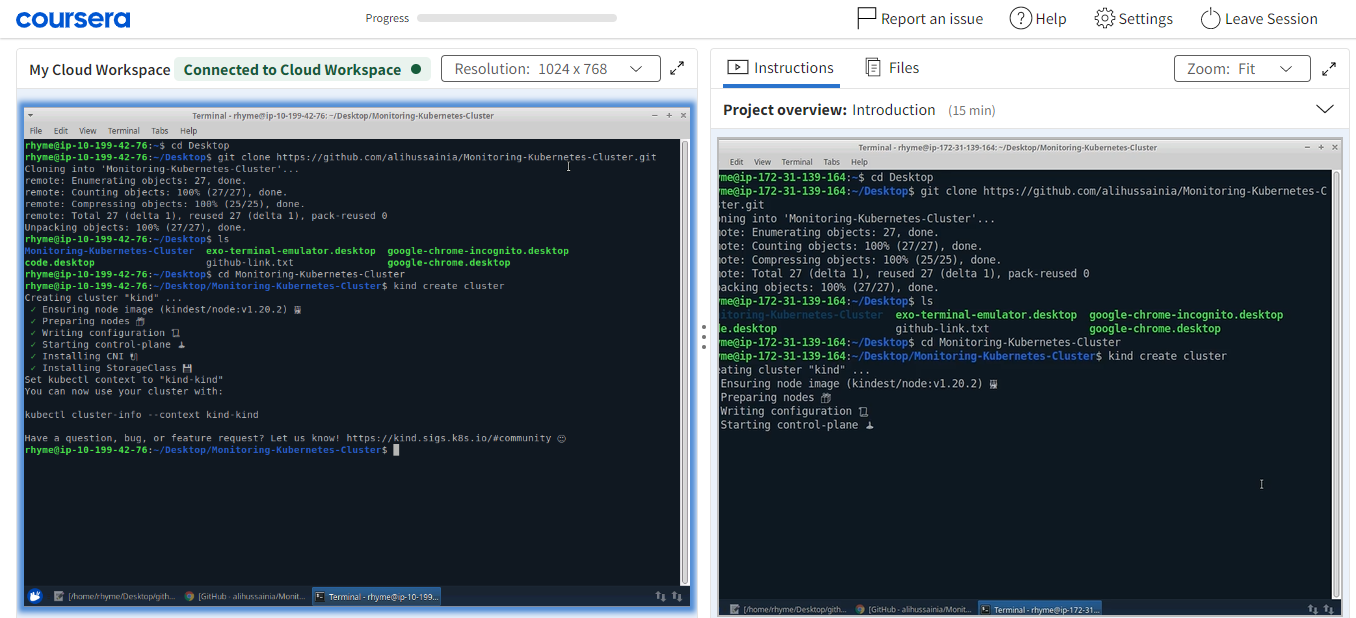 coursera
Progress
Report an issue
Help
Settings
Leave Session
My Cloud Workspace
Connected to Cloud Workspace
Resolution: 1024 x 768
Terminal - rhyme@ip-10-199-42-76: ~/Desktop/Monitoring-Kubernetes-Cluster
File Edit View Terminal Tabs Help
rhyme@ip-10-199-42-76:~$ cd Desktop
rhyme@ip-10-199-42-76:~/Desktop$ git clone https://github.com/alihussainia/Monitoring-Kubernetes-Cluster.git
Cloning into 'Monitoring-Kubernetes-Cluster'...
remote: Enumerating objects: 27, done.
remote: Counting objects: 100% (27/27), done.
remote: Compressing objects: 100% (25/25), done.
remote: Total 27 (delta 1), reused 27 (delta 1), pack-reused 0
Unpacking objects: 100% (27/27), done.
rhyme@ip-10-199-42-76:~/Desktop$ ls
Monitoring-Kubernetes-Cluster exo-terminal-emulator.desktop google-chrome-incognito.desktop
code.desktop github-link.txt google-chrome.desktop
rhyme@ip-10-199-42-76:~/Desktop$ cd Monitoring-Kubernetes-Cluster
rhyme@ip-10-199-42-76:~/Desktop/Monitoring-Kubernetes-Cluster$ kind create cluster
Creating cluster "kind" ...
✓ Ensuring node image (kindest/node:v1.20.2)
✓ Preparing nodes
✓ Writing configuration
✓ Starting control-plane
✓ Installing CNI
✓ Installing StorageClass
Set kubectl context to "kind-kind"
You can now use your cluster with:
kubectl cluster-info --context kind-kind
Have a question, bug, or feature request? Let us know! https://kind.sigs.k8s.io/#community
rhyme@ip-10-199-42-76:~/Desktop/Monitoring-Kubernetes-Cluster$
[/home/rhyme/Desktop/gith...
[GitHub - alihussainia/Monit...
Terminal - rhyme@ip-10-199...
Instructions
Files
Zoom: Fit
Project overview: Introduction (15 min)
Terminal - rhyme@ip-172-31-139-164: ~/Desktop/Monitoring-Kubernetes-Cluster
Edit View Terminal Tabs Help
me@ip-172-31-139-164:~$ cd Desktop
me@ip-172-31-139-164:~/Desktop$ git clone https://github.com/alihussainia/Monitoring-Kubernetes-C
ster.git
oning into 'Monitoring-Kubernetes-Cluster'...
ote: Enumerating objects: 27, done.
ote: Counting objects: 100% (27/27), done.
ote: Compressing objects: 100% (25/25), done.
ote: Total 27 (delta 1), reused 27 (delta 1), pack-reused 0
acking objects: 100% (27/27), done.
me@ip-172-31-139-164:~/Desktop$ ls
itoring-Kubernetes-Cluster exo-terminal-emulator.desktop google-chrome-incognito.desktop
e.desktop github-link.txt google-chrome.desktop
me@ip-172-31-139-164:~/Desktop$ cd Monitoring-Kubernetes-Cluster
me@ip-172-31-139-164:~/Desktop/Monitoring-Kubernetes-Cluster$ kind create cluster
eating cluster "kind" ...
Ensuring node image (kindest/node:v1.20.2)
Preparing nodes
Writing configuration
Starting control-plane
[/home/rhyme/Desktop/gith...
[GitHub - alihussainia/Monit...
Terminal - rhyme@ip-172-31...